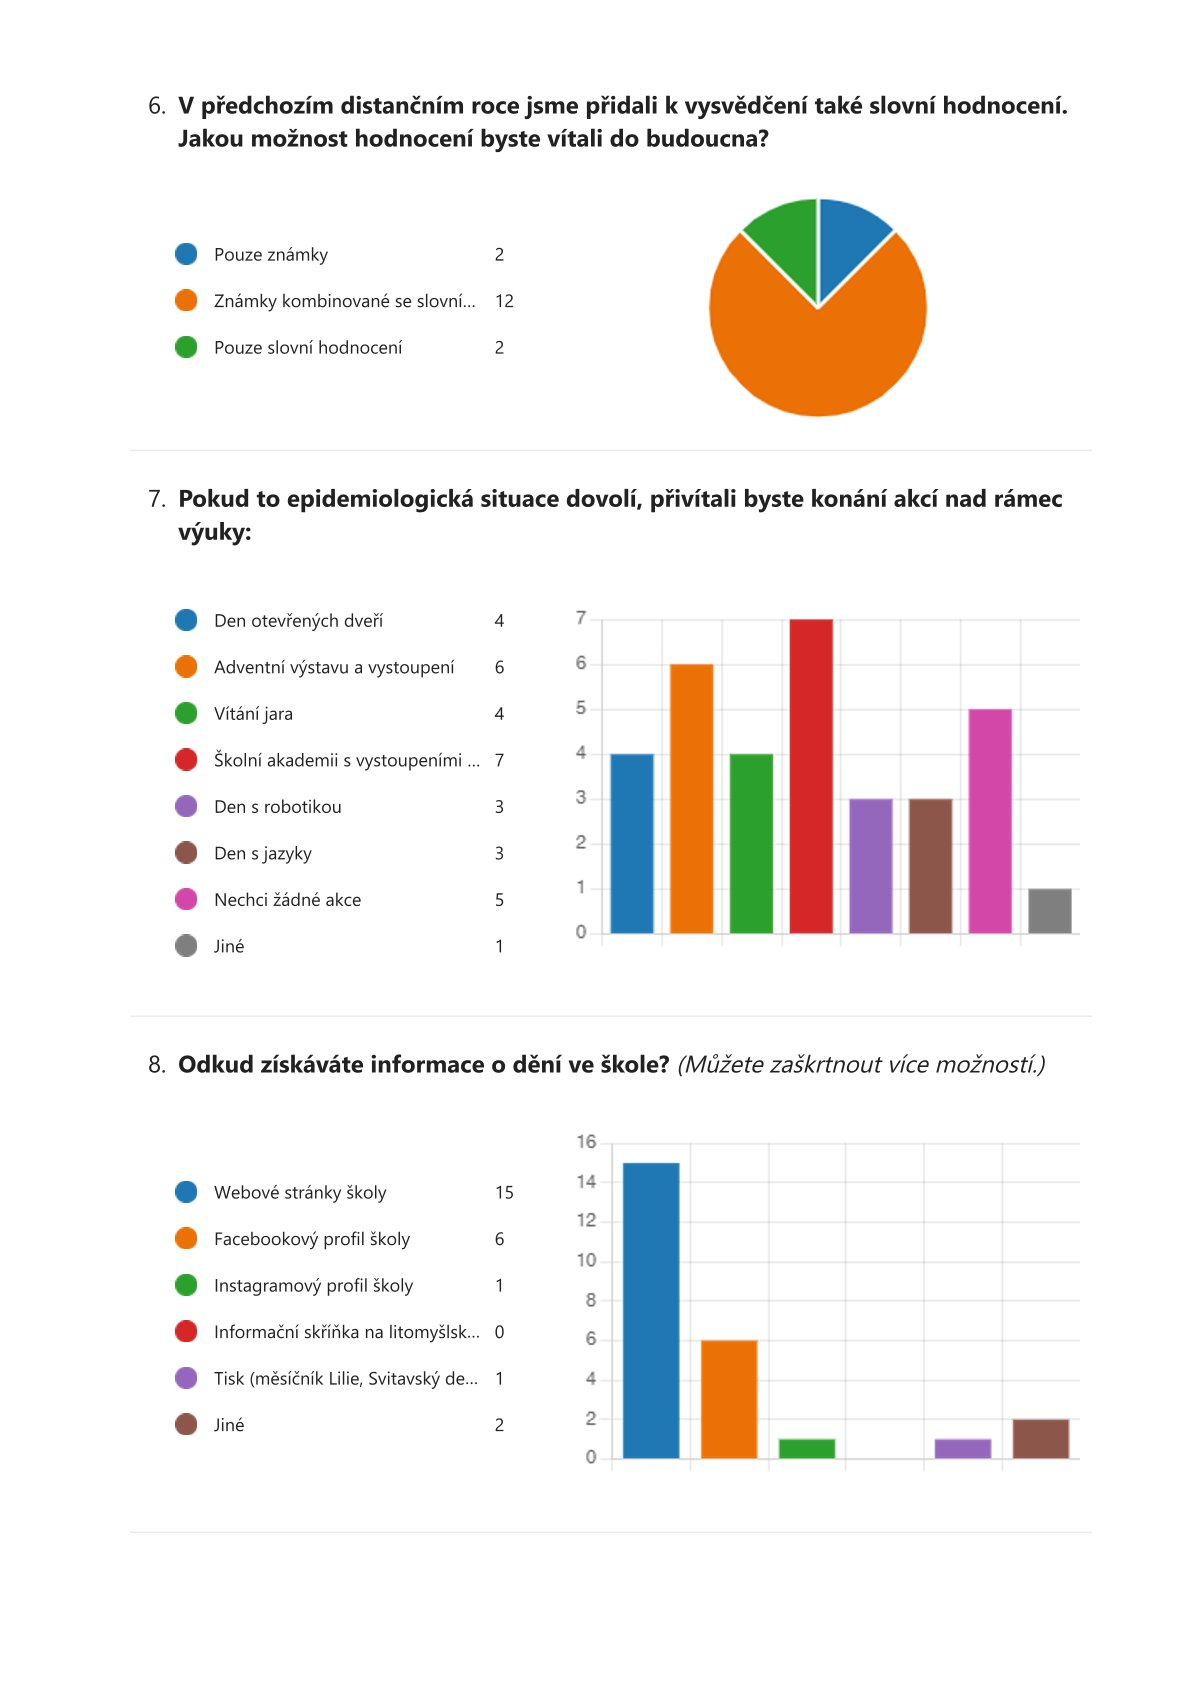 6. V předchozím distančním roce jsme přidali k vysvědčení také slovní hodnocení.
Jakou možnost hodnocení byste vítali do budoucna?
Pouze známky 2
Známky kombinované se slovní... 12
Pouze slovní hodnocení 2
7. Pokud to epidemiologická situace dovolí, přivítali byste konání akcí nad rámec
výuky:
Den otevřených dveří 4
Adventní výstavu a vystoupení 6
Vítání jara 4
Školní akademii s vystoupeními ... 7
Den s robotikou 3
Den s jazyky 3
Nechci žádné akce 5
Jiné 1
7
6
5
4
3
2
1
0
8. Odkud získáváte informace o dění ve škole? (Můžete zaškrtnout více možností.)
Webové stránky školy 15
Facebookový profil školy 6
Instagramový profil školy 1
Informační skříňka na litomyšlsk... 0
Tisk (měsíčník Lilie, Svitavský de... 1
Jiné 2
16
14
12
10
8
6
4
2
0